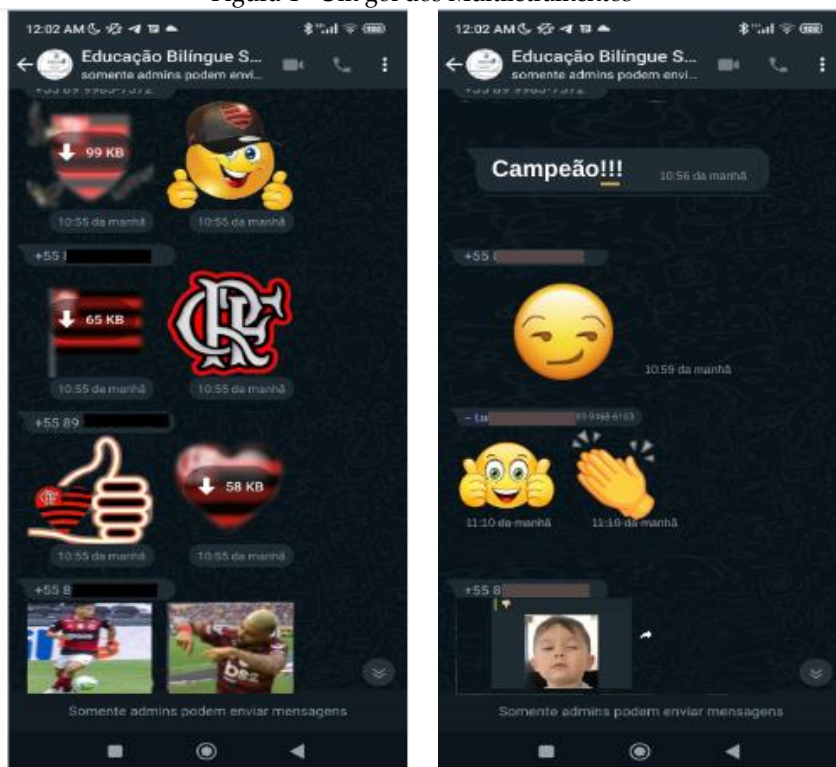 12:02 AM
Educação Bilíngue S...
somente admins podem envi...
99 KB
10:55 da manhã
10:55 da manhã
+55 8
65 KB
10:55 da manhã
10:55 da manhã
+55 89
58 KB
10:55 da manhã
10:55 da manhã
+55 8
bs2
Somente admins podem enviar mensagens
12:02 AM
Educação Bilíngue S...
somente admins podem envi...
Campeão!!!
10:56 da manhã
+55
10:59 da manhã
11:10 da manhã
11:10 da manhã
+55 8
Somente admins podem enviar mensagens